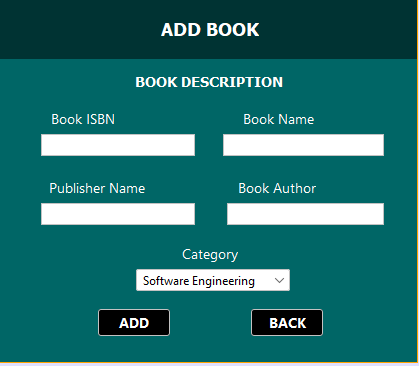 ADD BOOK
BOOK DESCRIPTION
Book ISBN Book Name
Publisher Name Book Author
Category
Software Engineering
ADD BACK